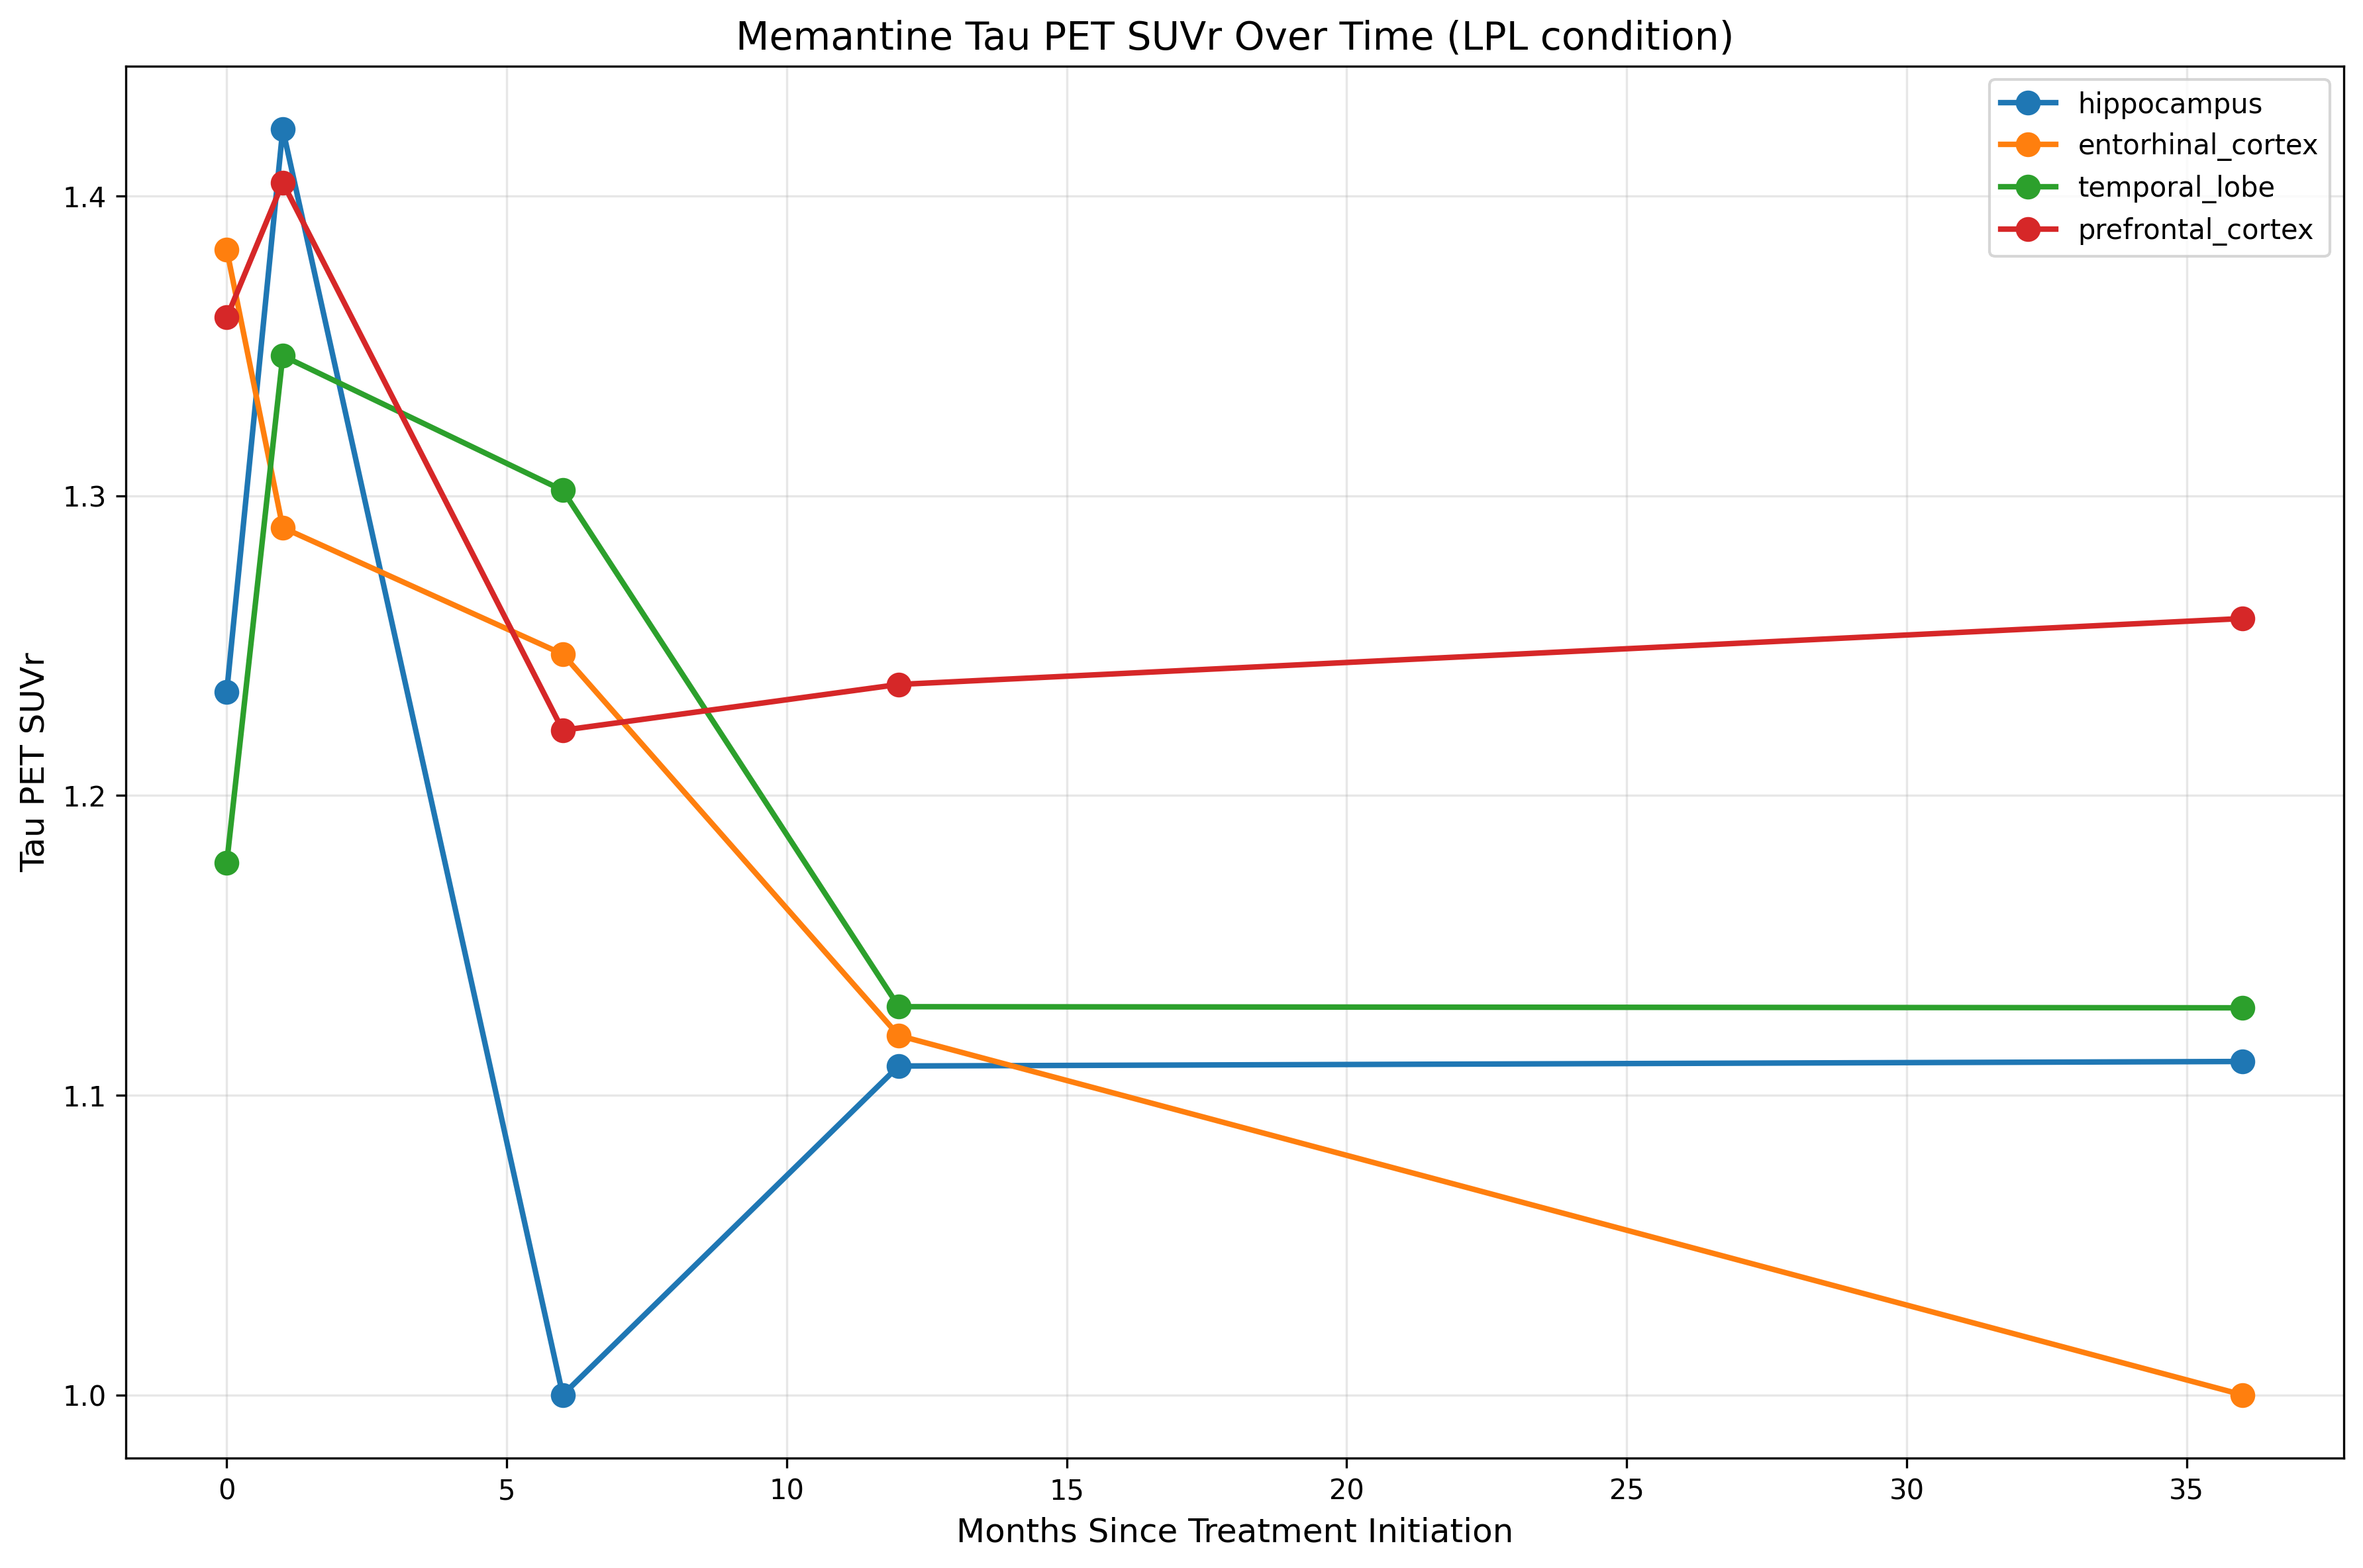 Memantine Tau PET SUVr Over Time (LPL condition)
hippocampus
entorhinal_cortex
temporal_lobe
prefrontal_cortex
Tau PET SUVr
1.4
1.3
1.2
1.1
1.0
0 5 10 15 20 25 30 35
Months Since Treatment Initiation